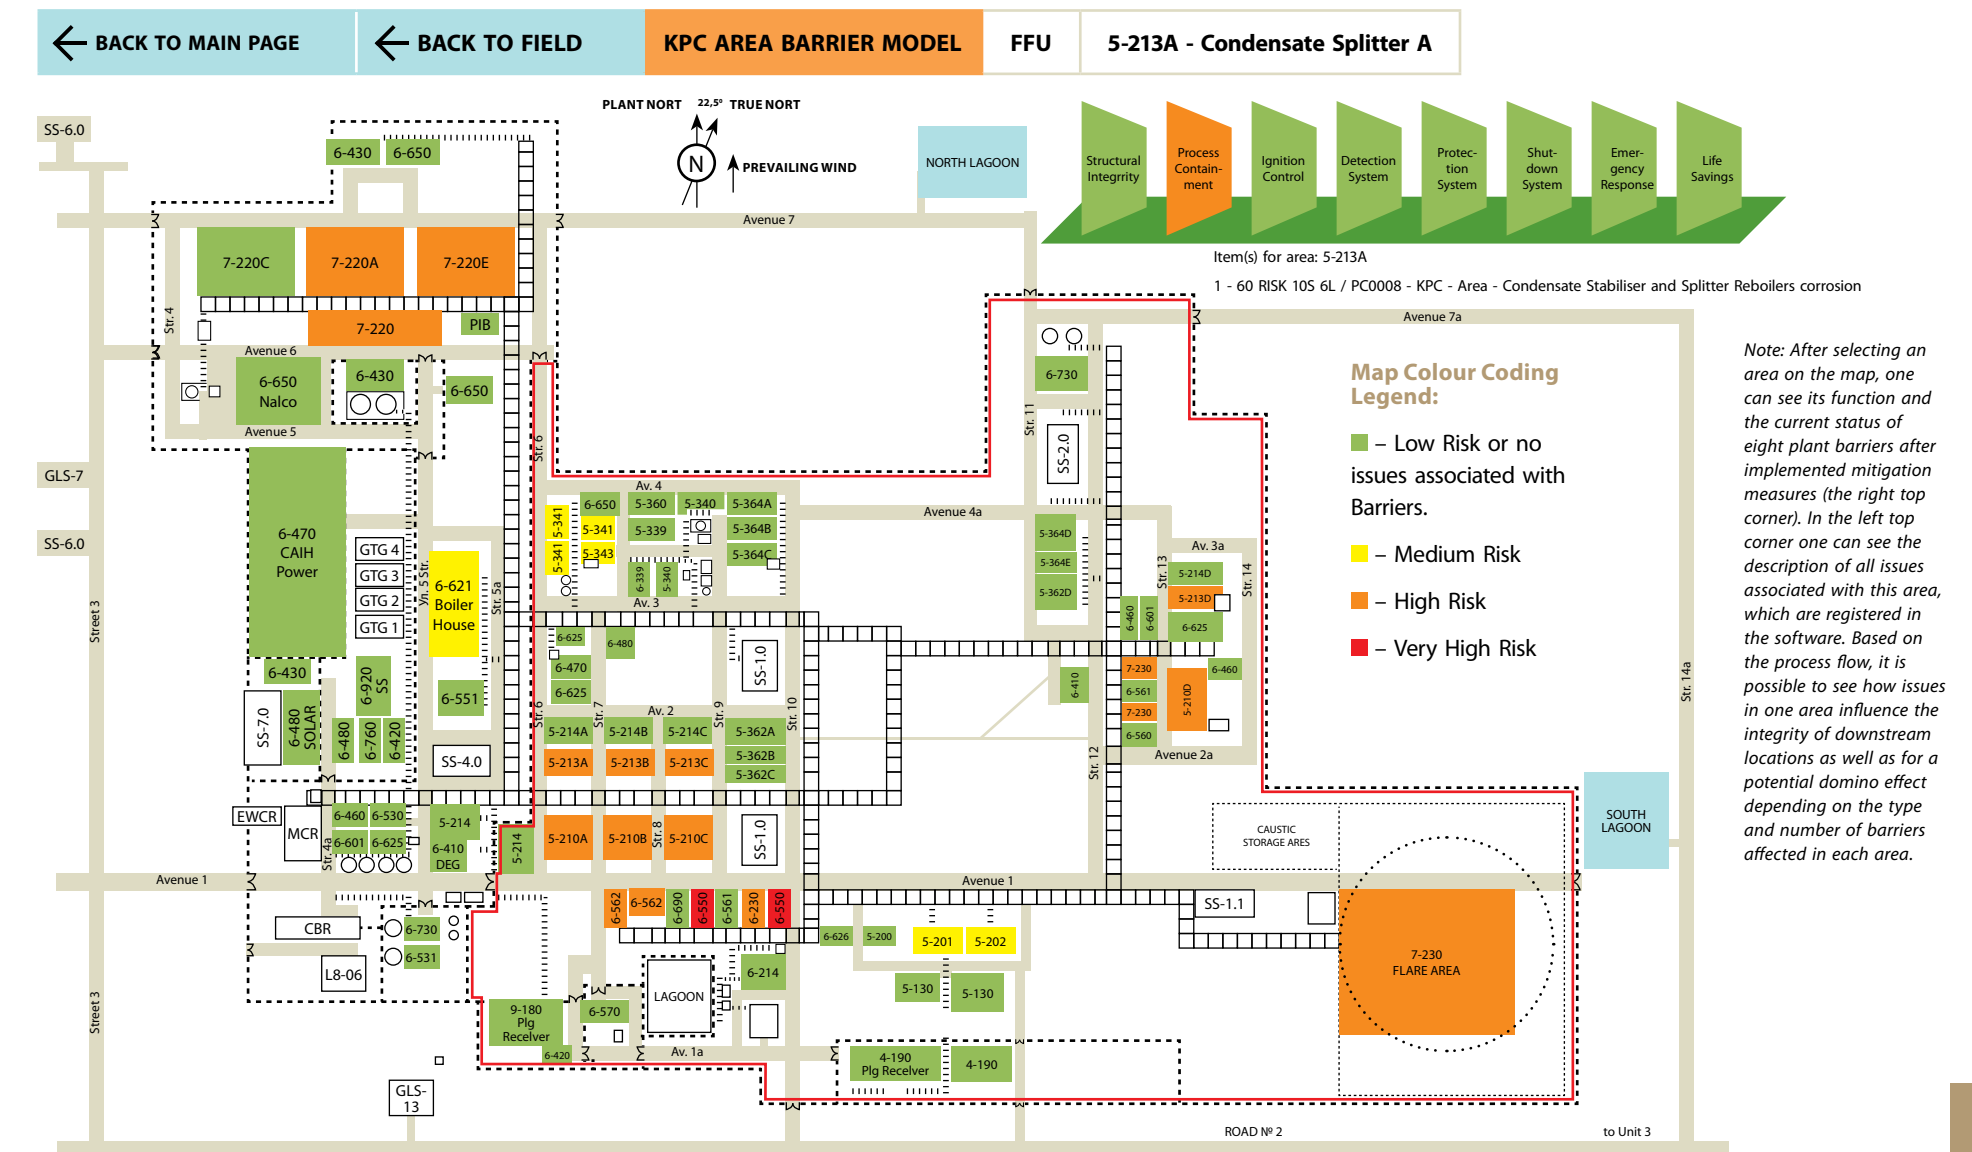 BACK TO MAIN PAGE
BACK TO FIELD
KPC AREA BARRIER MODEL
FFU
5-213A - Condensate Splitter A
PLANT NORT
22,5º
TRUE NORT
N
PREVAILING WIND
SS-6.0
NORTH LAGOON
Structural
Integrrity
Process
Contain-
ment
Ignition
Control
Detection
System
Protec-
tion
System
Shut-
down
System
Emer-
gency
Response
Life
Savings
Item(s) for area: 5-213A
1 - 60 RISK 10S 6L / PC0008 - KPC - Area - Condensate Stabiliser and Splitter Reboilers corrosion
6-430
6-650
Avenue 7
7-220C
7-220A
7-220E
Str. 4
7-220
PIB
Avenue 7a
Avenue 6
6-650
Nalco
6-430
6-650
Avenue 5
Str. 6
Str. 11
6-730
SS-2.0
Map Colour Coding
Legend:
– Low Risk or no
issues associated with
Barriers.
– Medium Risk
– High Risk
– Very High Risk
Note: After selecting an
area on the map, one
can see its function and
the current status of
eight plant barriers after
implemented mitigation
measures (the right top
corner). In the left top
corner one can see the
description of all issues
associated with this area,
which are registered in
the software. Based on
the process flow, it is
possible to see how issues
in one area influence the
integrity of downstream
locations as well as for a
potential domino effect
depending on the type
and number of barriers
affected in each area.
GLS-7
SS-6.0
Street 3
6-470
CAIH
Power
GTG 4
GTG 3
GTG 2
GTG 1
Ул. 5 Str.
6-621
Boiler
House
Str. 5a
Av. 4
5-341
5-341
6-650
5-341
5-343
5-360
5-339
5-340
5-364A
5-364B
5-364C
6-339
5-340
Av. 3
Avenue 4a
5-364D
5-364E
5-362D
Str. 13
Av. 3a
5-214D
5-213D
6-625
Str. 14
6-460
6-601
6-430
6-920
SS
6-551
SS-7.0
6-480
SOLAR
6-480
6-760
6-420
SS-4.0
6-625
6-480
6-470
6-625
SS-1.0
Str. 6
Str. 7
Av. 2
Str. 9
Str. 10
5-214A
5-214B
5-214C
5-362A
5-213A
5-213B
5-213C
5-362B
5-362C
6-410
7-230
6-561
7-230
6-560
5-210D
6-460
Str. 12
Avenue 2a
Str. 14a
EWCR
MCR
6-460
6-530
6-601
6-625
Str. 4a
5-214
6-410
DEG
5-214
5-210A
5-210B
Str. 8
5-210C
SS-1.0
CAUSTIC
STORAGE ARES
SOUTH
LAGOON
Avenue 1
Avenue 1
6-562
6-562
6-690
6-550
6-561
6-230
6-550
SS-1.1
CBR
6-730
6-531
L8-06
6-626
5-200
5-201
5-202
7-230
FLARE AREA
6-214
LAGOON
5-130
5-130
Street 3
9-180
Plg
Recelver
6-570
6-420
Av. 1a
4-190
Plg Recelver
4-190
GLS-
13
ROAD № 2
to Unit 3